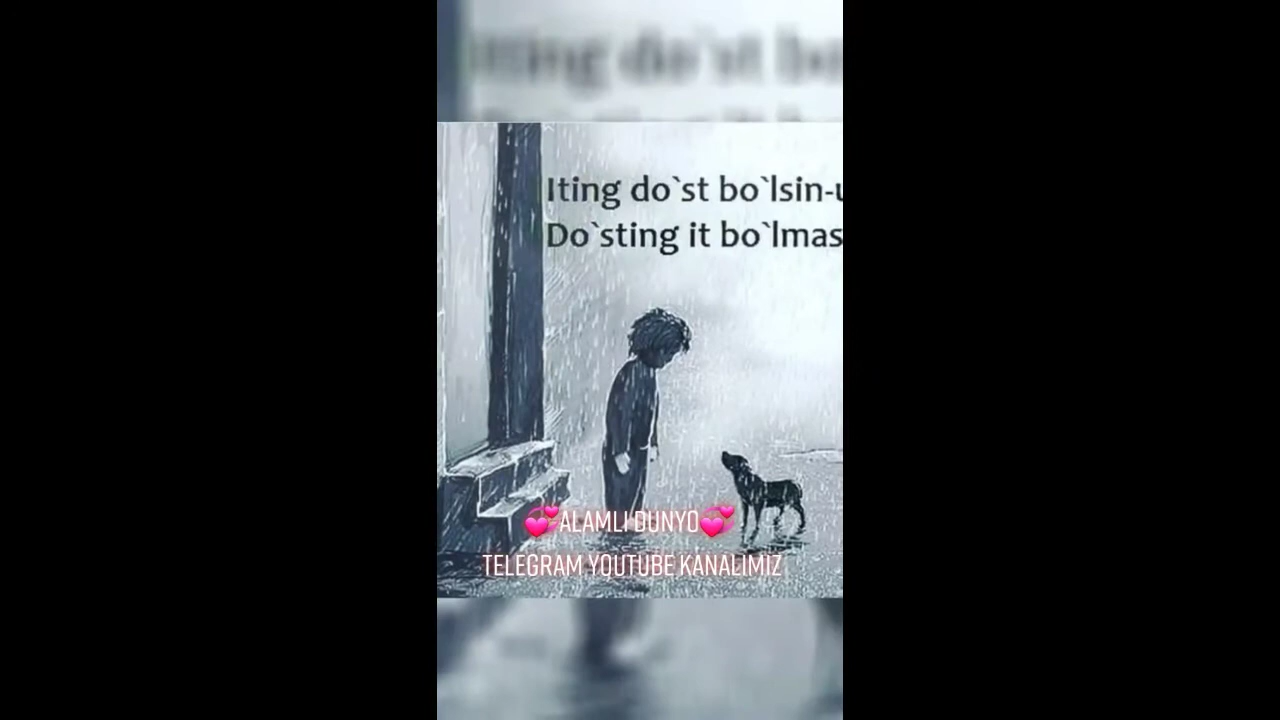 Iting do`st bo`lsin-u
Do`sting it bo`lmas
💞ALAMLI DUNYO💞
TELEGRAM YOUTUBE KANALIMIZ